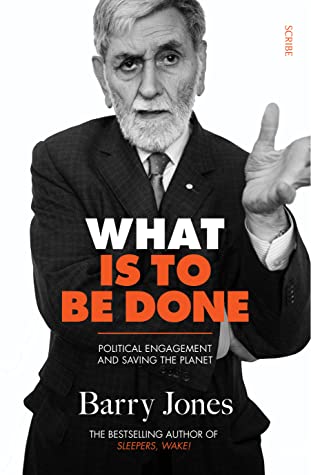 SCRIBE
WHAT
IS TO
BE DONE
POLITICAL ENGAGEMENT
AND SAVING THE PLANET
Barry Jones
THE BESTSELLING AUTHOR OF
SLEEPERS, WAKE!